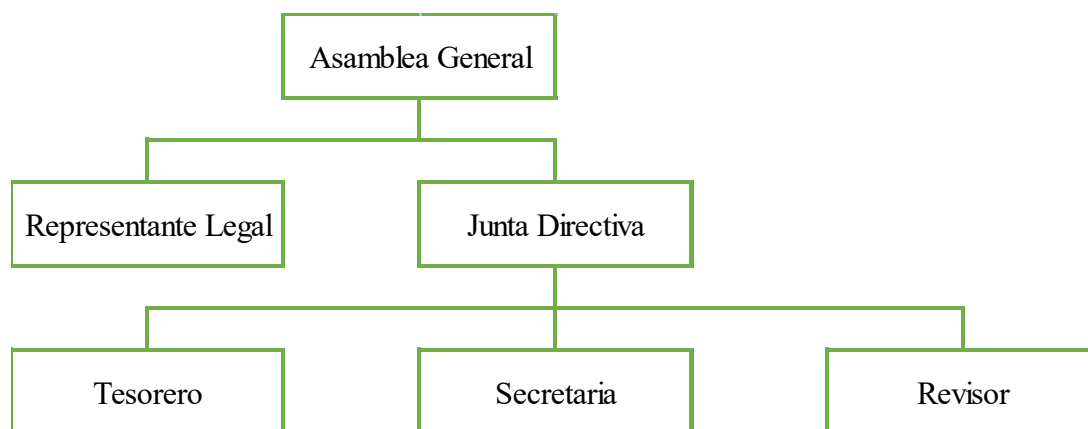 Asamblea General
Representante Legal
Junta Directiva
Tesorero
Secretaria
Revisor